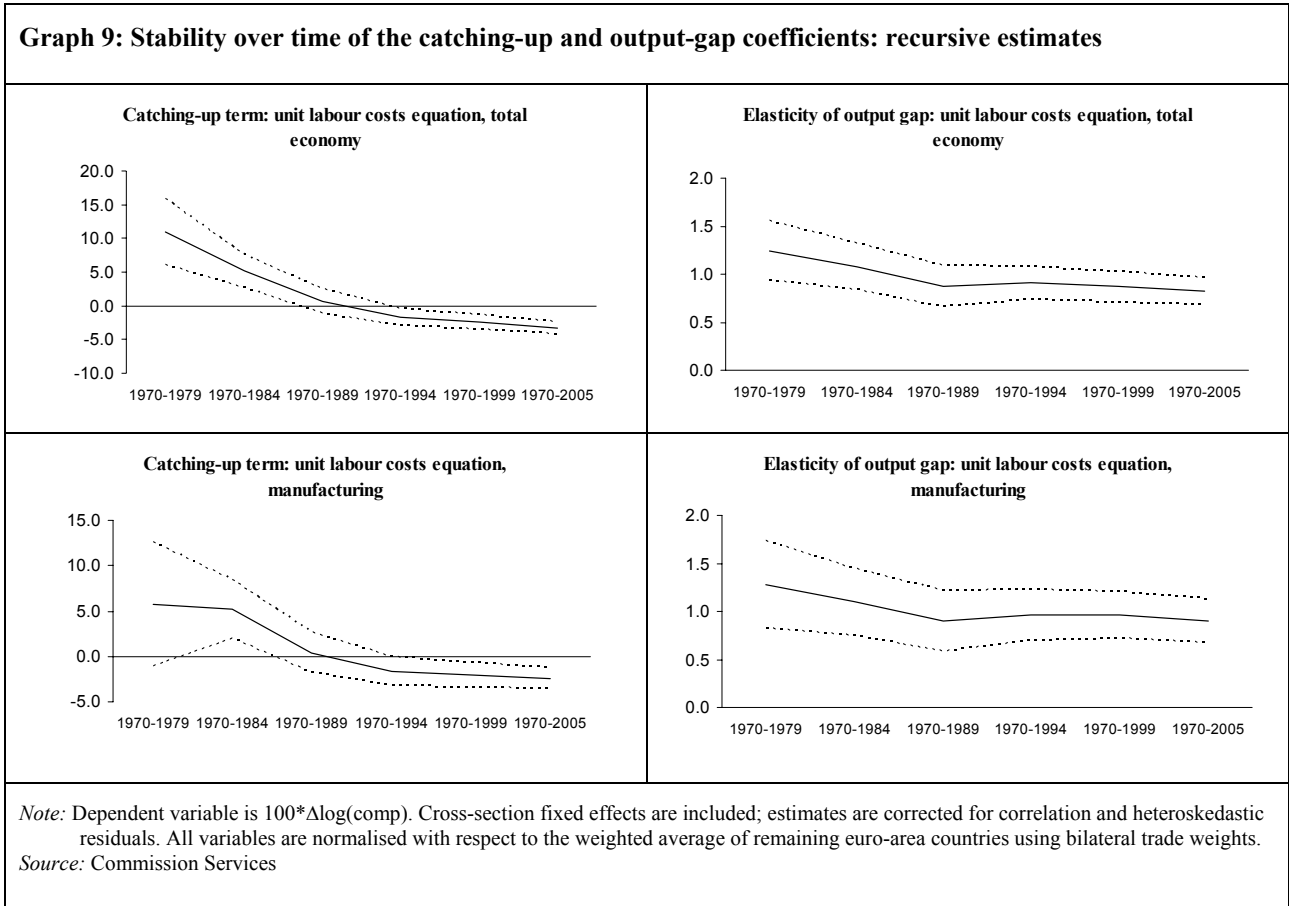 Graph 9: Stability over time of the catching-up and output-gap coefficients: recursive estimates
Catching-up term: unit labour costs equation, total
economy
20.0
15.0
10.0
5.0
0.0
-5.0
-10.0
1970-1979 1970-1984 1970-1989 1970-1994 1970-1999 1970-2005
Elasticity of output gap: unit labour costs equation, total
economy
2.0
1.5
1.0
0.5
0.0
1970-1979 1970-1984 1970-1989 1970-1994 1970-1999 1970-2005
Catching-up term: unit labour costs equation,
manufacturing
15.0
10.0
5.0
0.0
-5.0
1970-1979 1970-1984 1970-1989 1970-1994 1970-1999 1970-2005
Elasticity of output gap: unit labour costs equation,
manufacturing
2.0
1.5
1.0
0.5
0.0
1970-1979 1970-1984 1970-1989 1970-1994 1970-1999 1970-2005
Note: Dependent variable is 100*Δlog(comp). Cross-section fixed effects are included; estimates are corrected for correlation and heteroskedastic
residuals. All variables are normalised with respect to the weighted average of remaining euro-area countries using bilateral trade weights.
Source: Commission Services